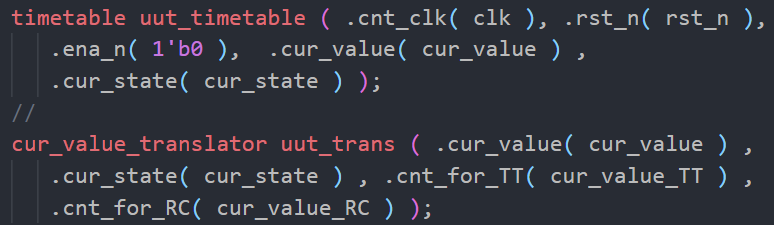 timetable uut_timetable ( .cnt_clk( clk ), .rst_n( rst_n ),
.ena_n( 1'b0 ),  .cur_value( cur_value ) ,
.cur_state( cur_state ) );
//
cur_value_translator uut_trans ( .cur_value( cur_value ) ,
.cur_state( cur_state ) , .cnt_for_TT( cur_value_TT ) ,
.cnt_for_RC( cur_value_RC ) );